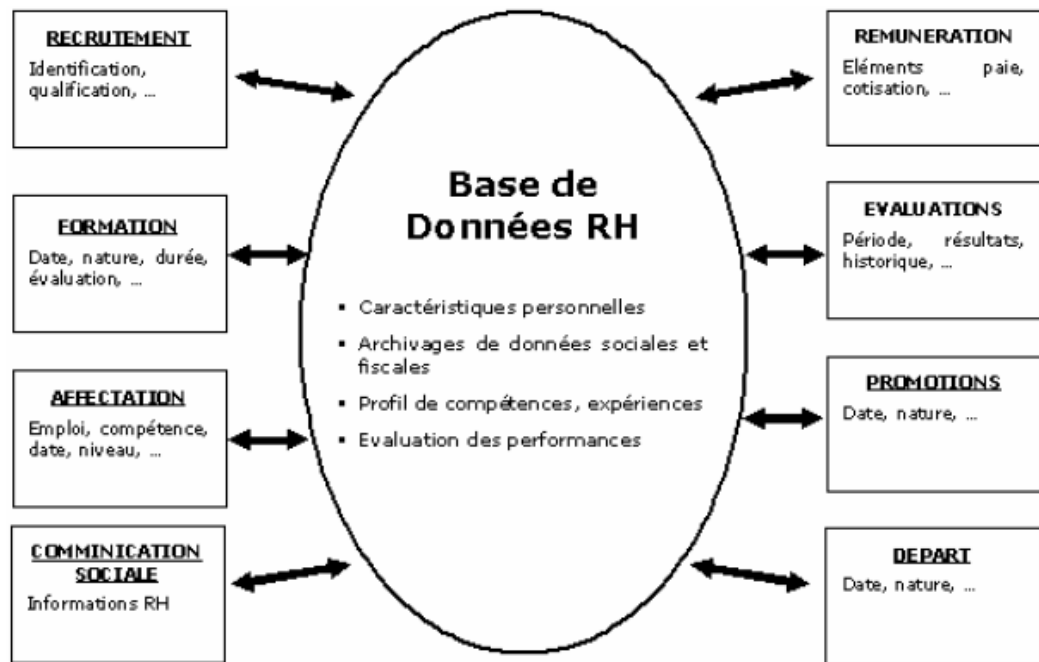 RECRUTEMENT
Identification,
qualification, ...
FORMATION
Date, nature, durée,
évaluation, ...
AFFECTATION
Emploi, compétence,
date, niveau, ...
COMMINICATION
SOCIALE
Informations RH
Base de
Données RH
▪ Caractéristiques personnelles
▪ Archivages de données sociales et
fiscales
▪ Profil de compétences, expériences
▪ Evaluation des performances
REMUNERATION
Eléments paie,
cotisation, ...
EVALUATIONS
Période, résultats,
historique, ...
PROMOTIONS
Date, nature, ...
DEPART
Date, nature, ...